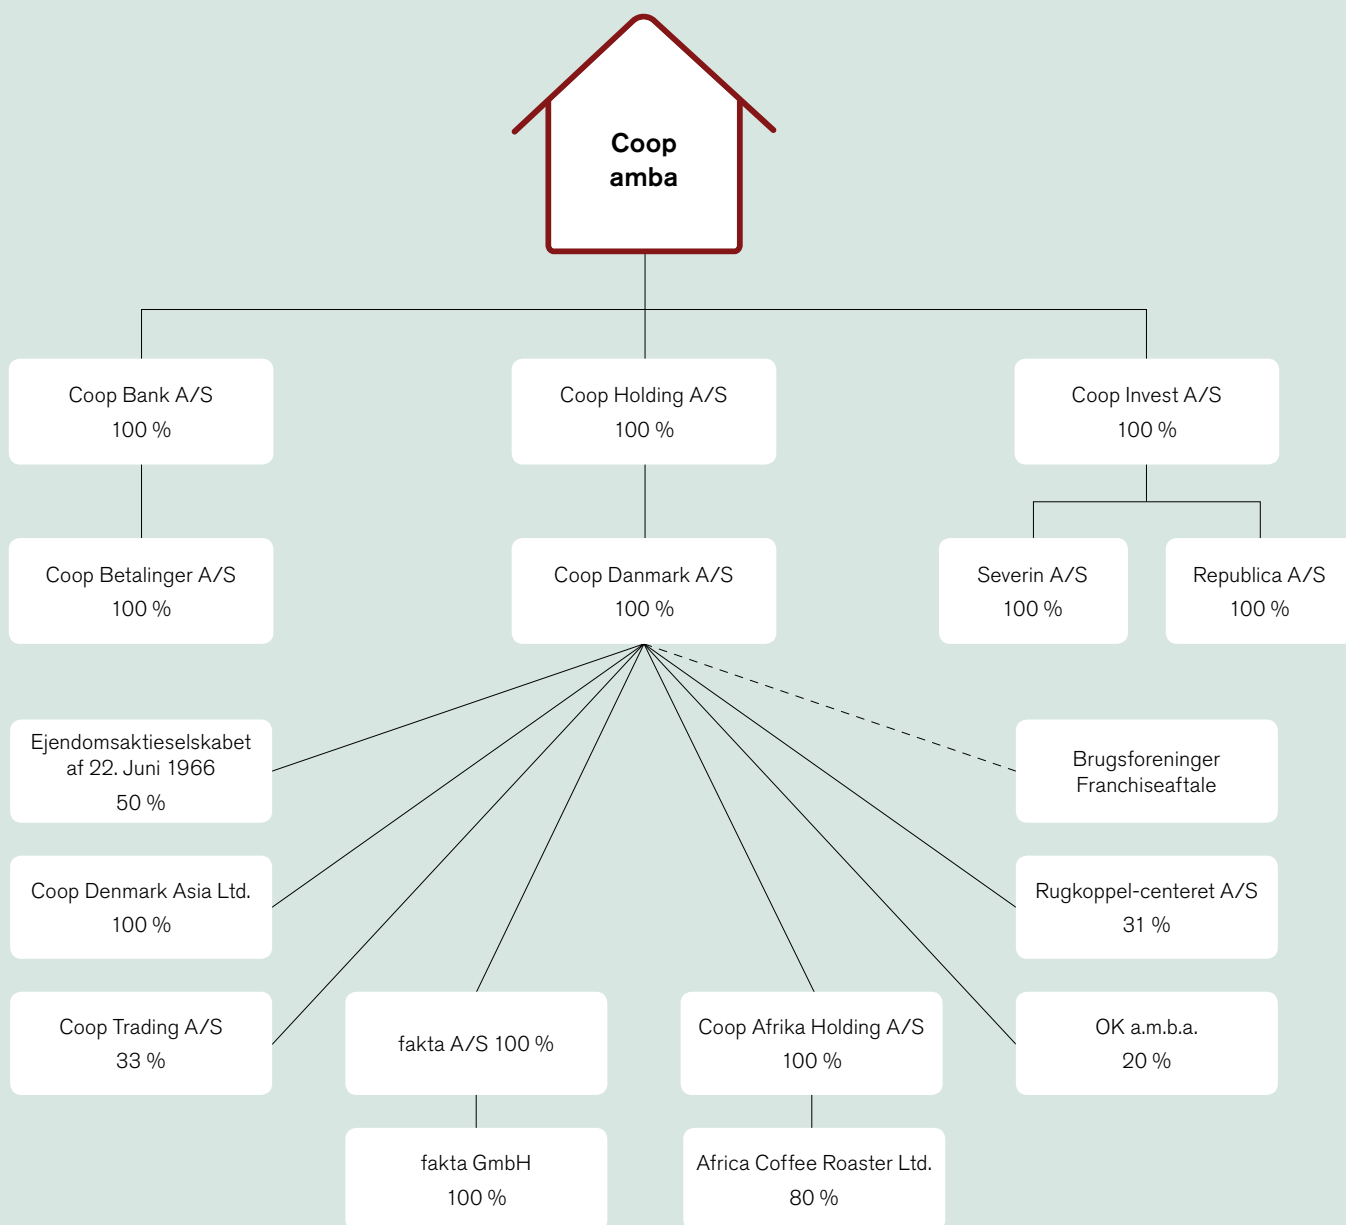 Coop
amba
Coop Bank A/S
100 %
Coop Holding A/S
100 %
Coop Invest A/S
100 %
Coop Betalinger A/S
100 %
Coop Danmark A/S
100 %
Severin A/S
100 %
Republica A/S
100 %
Ejendomsaktieselskabet
af 22. Juni 1966
50 %
Brugsforeninger
Franchiseaftale
Coop Denmark Asia Ltd.
100 %
Rugkoppel-centeret A/S
31 %
Coop Trading A/S
33 %
fakta A/S 100 %
Coop Afrika Holding A/S
100 %
OK a.m.b.a.
20 %
fakta GmbH
100 %
Africa Coffee Roaster Ltd.
80 %